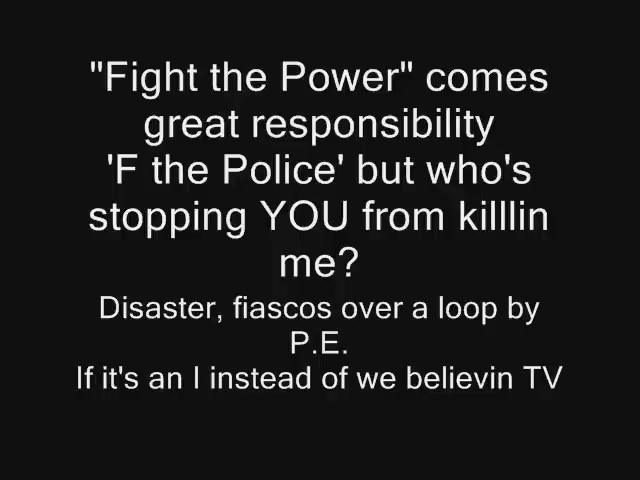 "Fight the Power" comes
great responsibility
'F the Police' but who's
stopping YOU from killlin
me?
Disaster, fiascos over a loop by
P.E.
If it's an I instead of we believin TV